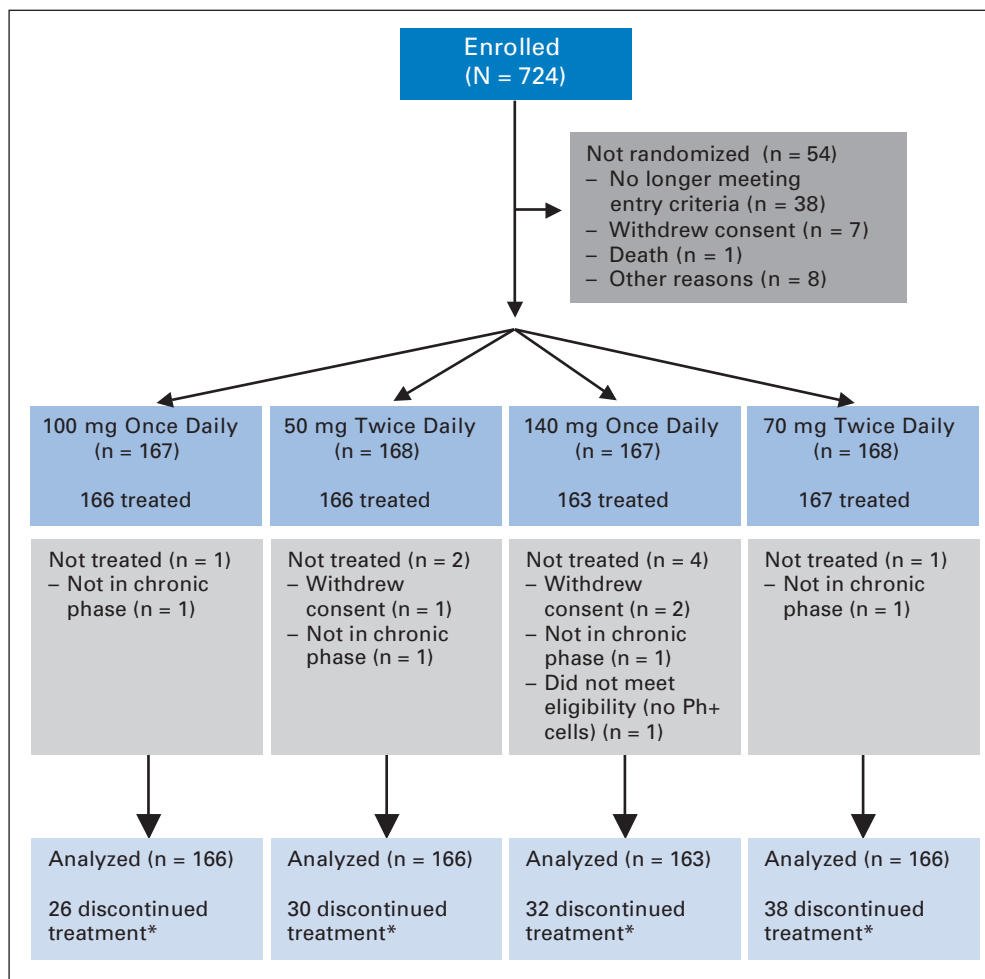 Enrolled
(N = 724)
Not randomized (n = 54)
– No longer meeting
entry criteria (n = 38)
– Withdrew consent (n = 7)
– Death (n = 1)
– Other reasons (n = 8)
100 mg Once Daily
(n = 167)
166 treated
50 mg Twice Daily
(n = 168)
166 treated
140 mg Once Daily
(n = 167)
163 treated
70 mg Twice Daily
(n = 168)
167 treated
Not treated (n = 1)
– Not in chronic
phase (n = 1)
Not treated (n = 2)
– Withdrew
consent (n = 1)
– Not in chronic
phase (n = 1)
Not treated (n = 4)
– Withdrew
consent (n = 2)
– Not in chronic
phase (n = 1)
– Did not meet
eligibility (no Ph+
cells) (n = 1)
Not treated (n = 1)
– Not in chronic
phase (n = 1)
Analyzed (n = 166)
26 discontinued
treatment*
Analyzed (n = 166)
30 discontinued
treatment*
Analyzed (n = 163)
32 discontinued
treatment*
Analyzed (n = 166)
38 discontinued
treatment*